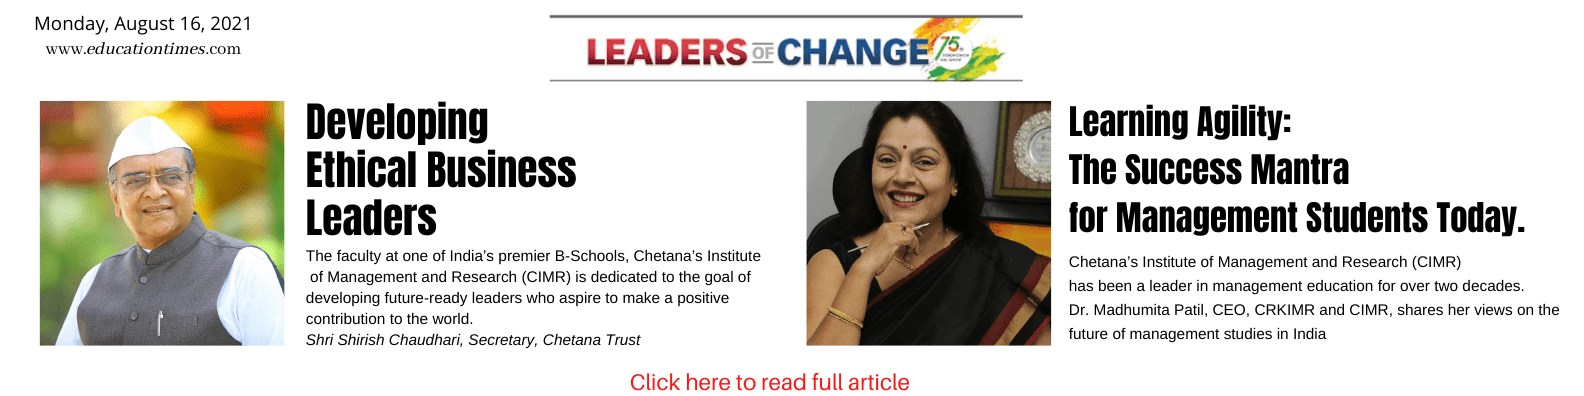 Monday, August 16, 2021
www.educationtimes.com
LEADERS OF CHANGE
75th
Developing
Ethical Business
Leaders
The faculty at one of India's premier B-Schools, Chetana's Institute
of Management and Research (CIMR) is dedicated to the goal of
developing future-ready leaders who aspire to make a positive
contribution to the world.
Shri Shirish Chaudhari, Secretary, Chetana Trust
Learning Agility:
The Success Mantra
for Management Students Today.
Chetana's Institute of Management and Research (CIMR)
has been a leader in management education for over two decades.
Dr. Madhumita Patil, CEO, CRKIMR and CIMR, shares her views on the
future of management studies in India
Click here to read full article